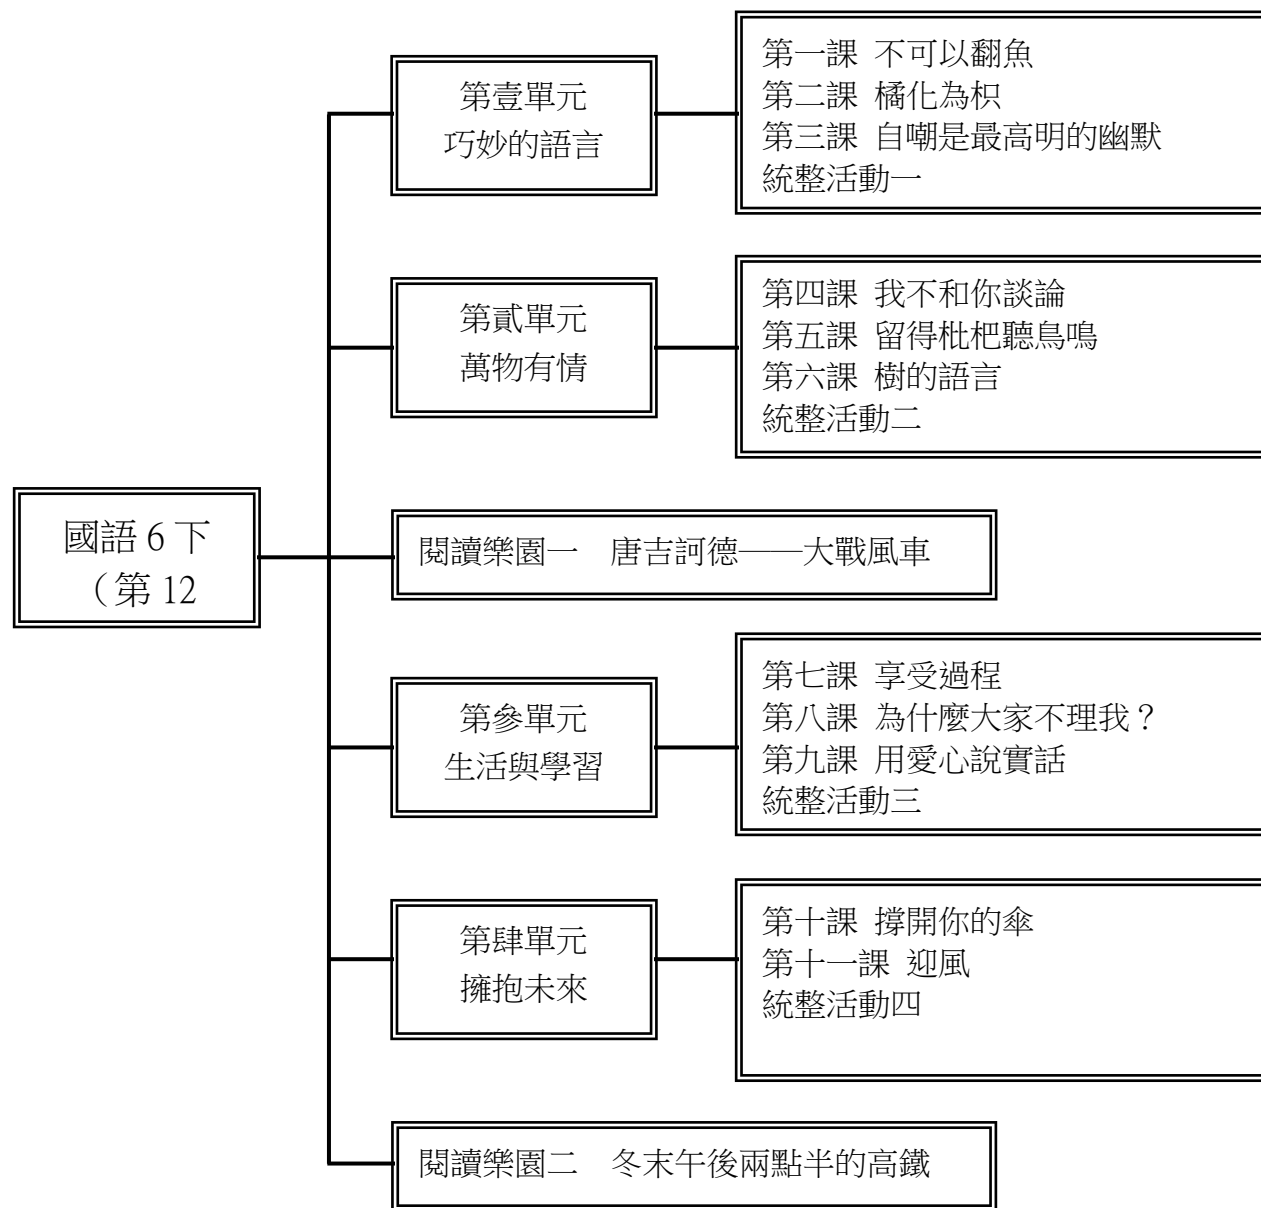 國語 6 下
（第 12
第壹單元
巧妙的語言
第一課 不可以翻魚
第二課 橘化為枳
第三課 自嘲是最高明的幽默
統整活動一
第貳單元
萬物有情
第四課 我不和你談論
第五課 留得枇杷聽鳥鳴
第六課 樹的語言
統整活動二
閱讀樂園一　唐吉訶德──大戰風車
第參單元
生活與學習
第七課 享受過程
第八課 為什麼大家不理我？
第九課 用愛心說實話
統整活動三
第肆單元
擁抱未來
第十課 撐開你的傘
第十一課 迎風
統整活動四
閱讀樂園二　冬末午後兩點半的高鐵